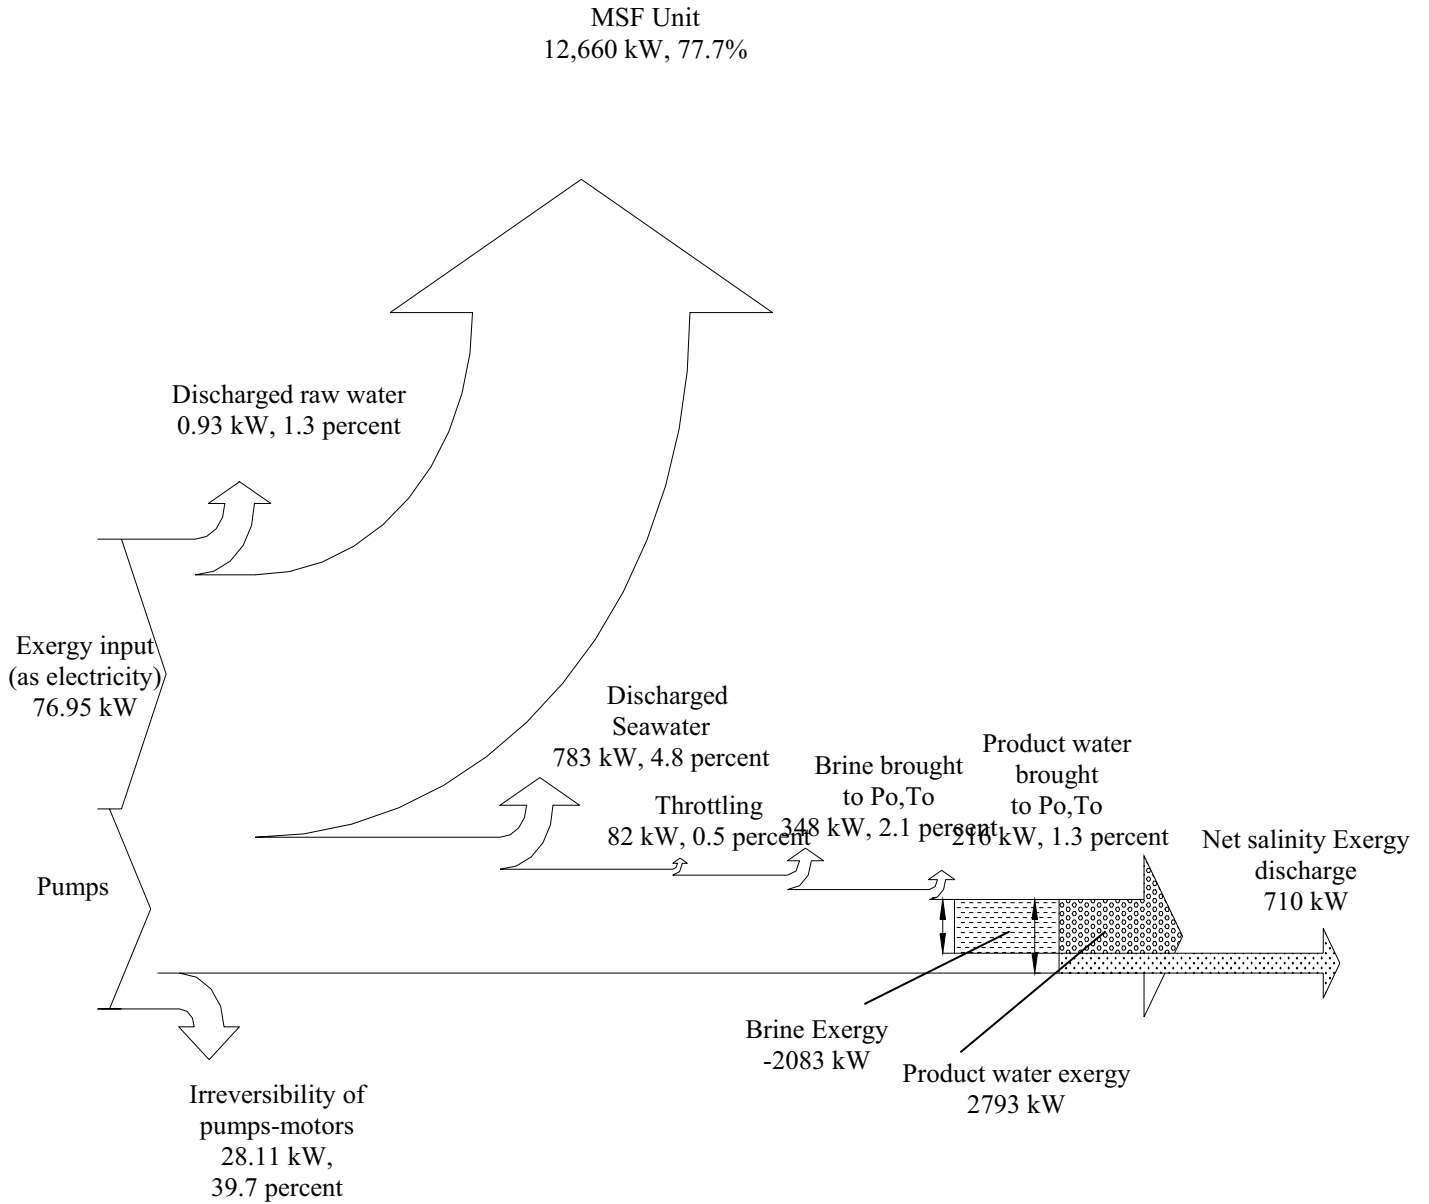 MSF Unit
12,660 kW, 77.7%
Discharged raw water
0.93 kW, 1.3 percent
Exergy input
(as electricity)
76.95 kW
Pumps
Discharged
Seawater
783 kW, 4.8 percent
Throttling
82 kW, 0.5 percent
Brine brought
to Po,To
348 kW, 2.1 percent
Product water
brought
to Po,To
216 kW, 1.3 percent
Net salinity Exergy
discharge
710 kW
Brine Exergy
-2083 kW
Product water exergy
2793 kW
Irreversibility of
pumps-motors
28.11 kW,
39.7 percent